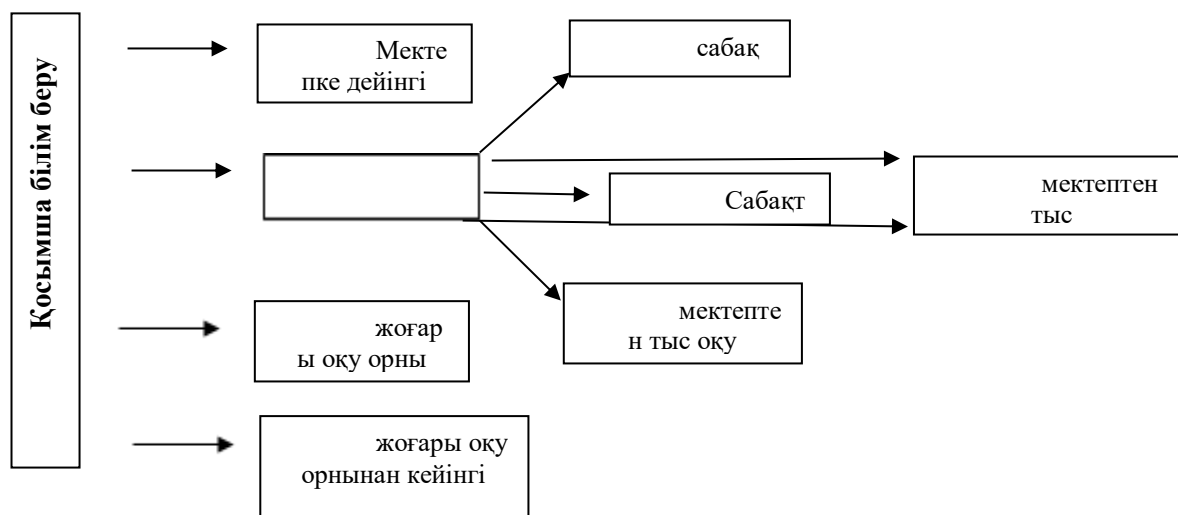 Қосымша білім беру
Мекте
пке дейінгі
сабақ
Сабақт
мектептен
тыс
мектепте
н тыс оқу
жоғар
ы оқу орны
жоғары оқу
орнынан кейінгі